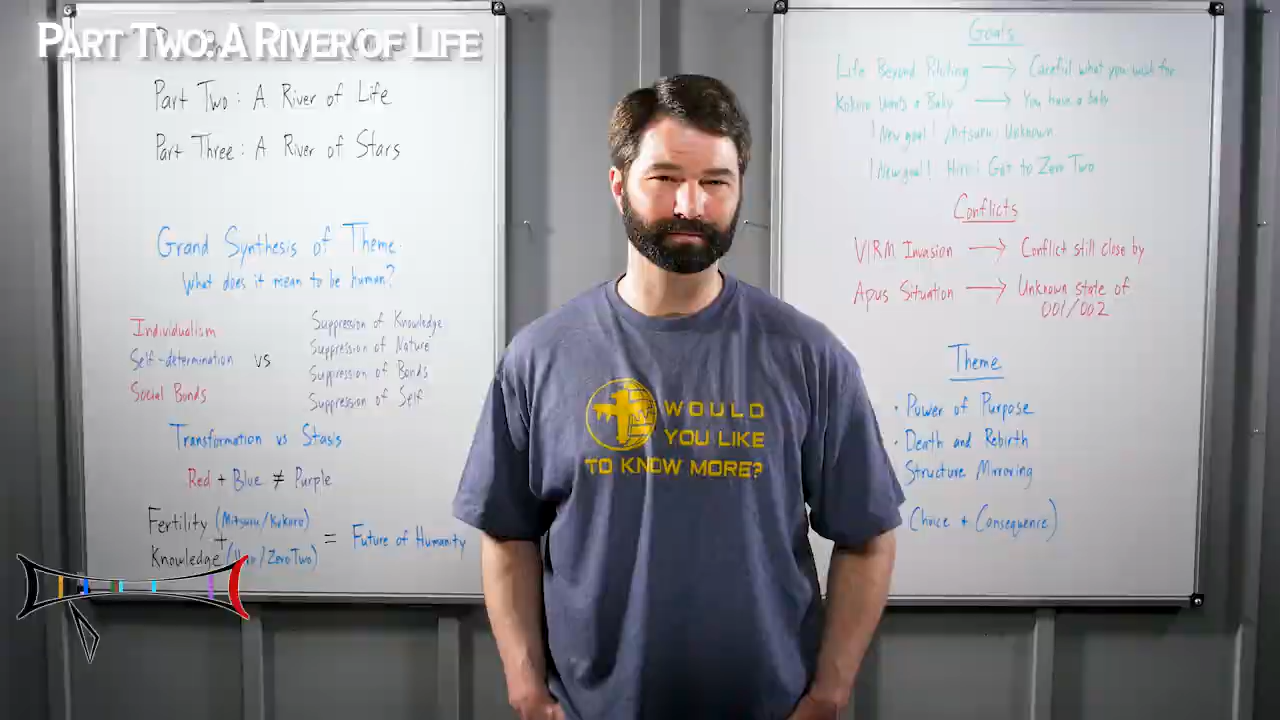 Part Two: A River of Life
Part Two: A River of Life
Part Three: A River of Stars
Grand Synthesis of Theme
What does it mean to be human?
Individualism
Self-determination vs
Social Bonds
Suppression of Knowledge
Suppression of Nature
Suppression of Bonds
Suppression of Self
Transformation vs Stasis
Red + Blue ≠ Purple
Fertility (Mitsuru/Kokoro)
+
= Future of Humanity
Knowledge /Zero Two)
WOULD
YOU LIKE
TO KNOW MORE?
Goals
Life Beyond Piloting → Careful what you wish for
Kokoro Wants a Baby → You have a baby
! New goal! Mitsuru: Unknown
! New goal! Hiro: Get to Zero Two
Conflicts
VIRM Invasion → Conflict still close by
Apus Situation → Unknown state of
001/002
Theme
• Power of Purpose
• Death and Rebirth
Structure Mirroring
(Choice + Consequence)